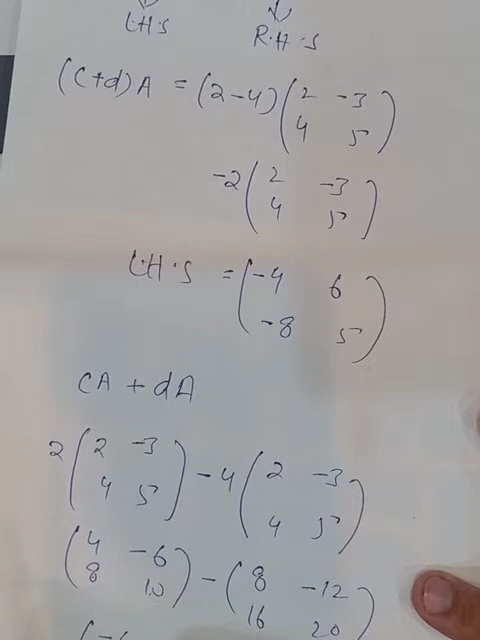 L.H.S R.H.S
(C+d)A = (2-4) (2 -3
4 5)
-2 (2 -3
4 5)
L.H.S = (-4 6
-8 5)
CA + dA
2 (2 -3
4 5) - 4 (2 -3
4 5)
(4 -6
8 10) - (8 -12
16 20)